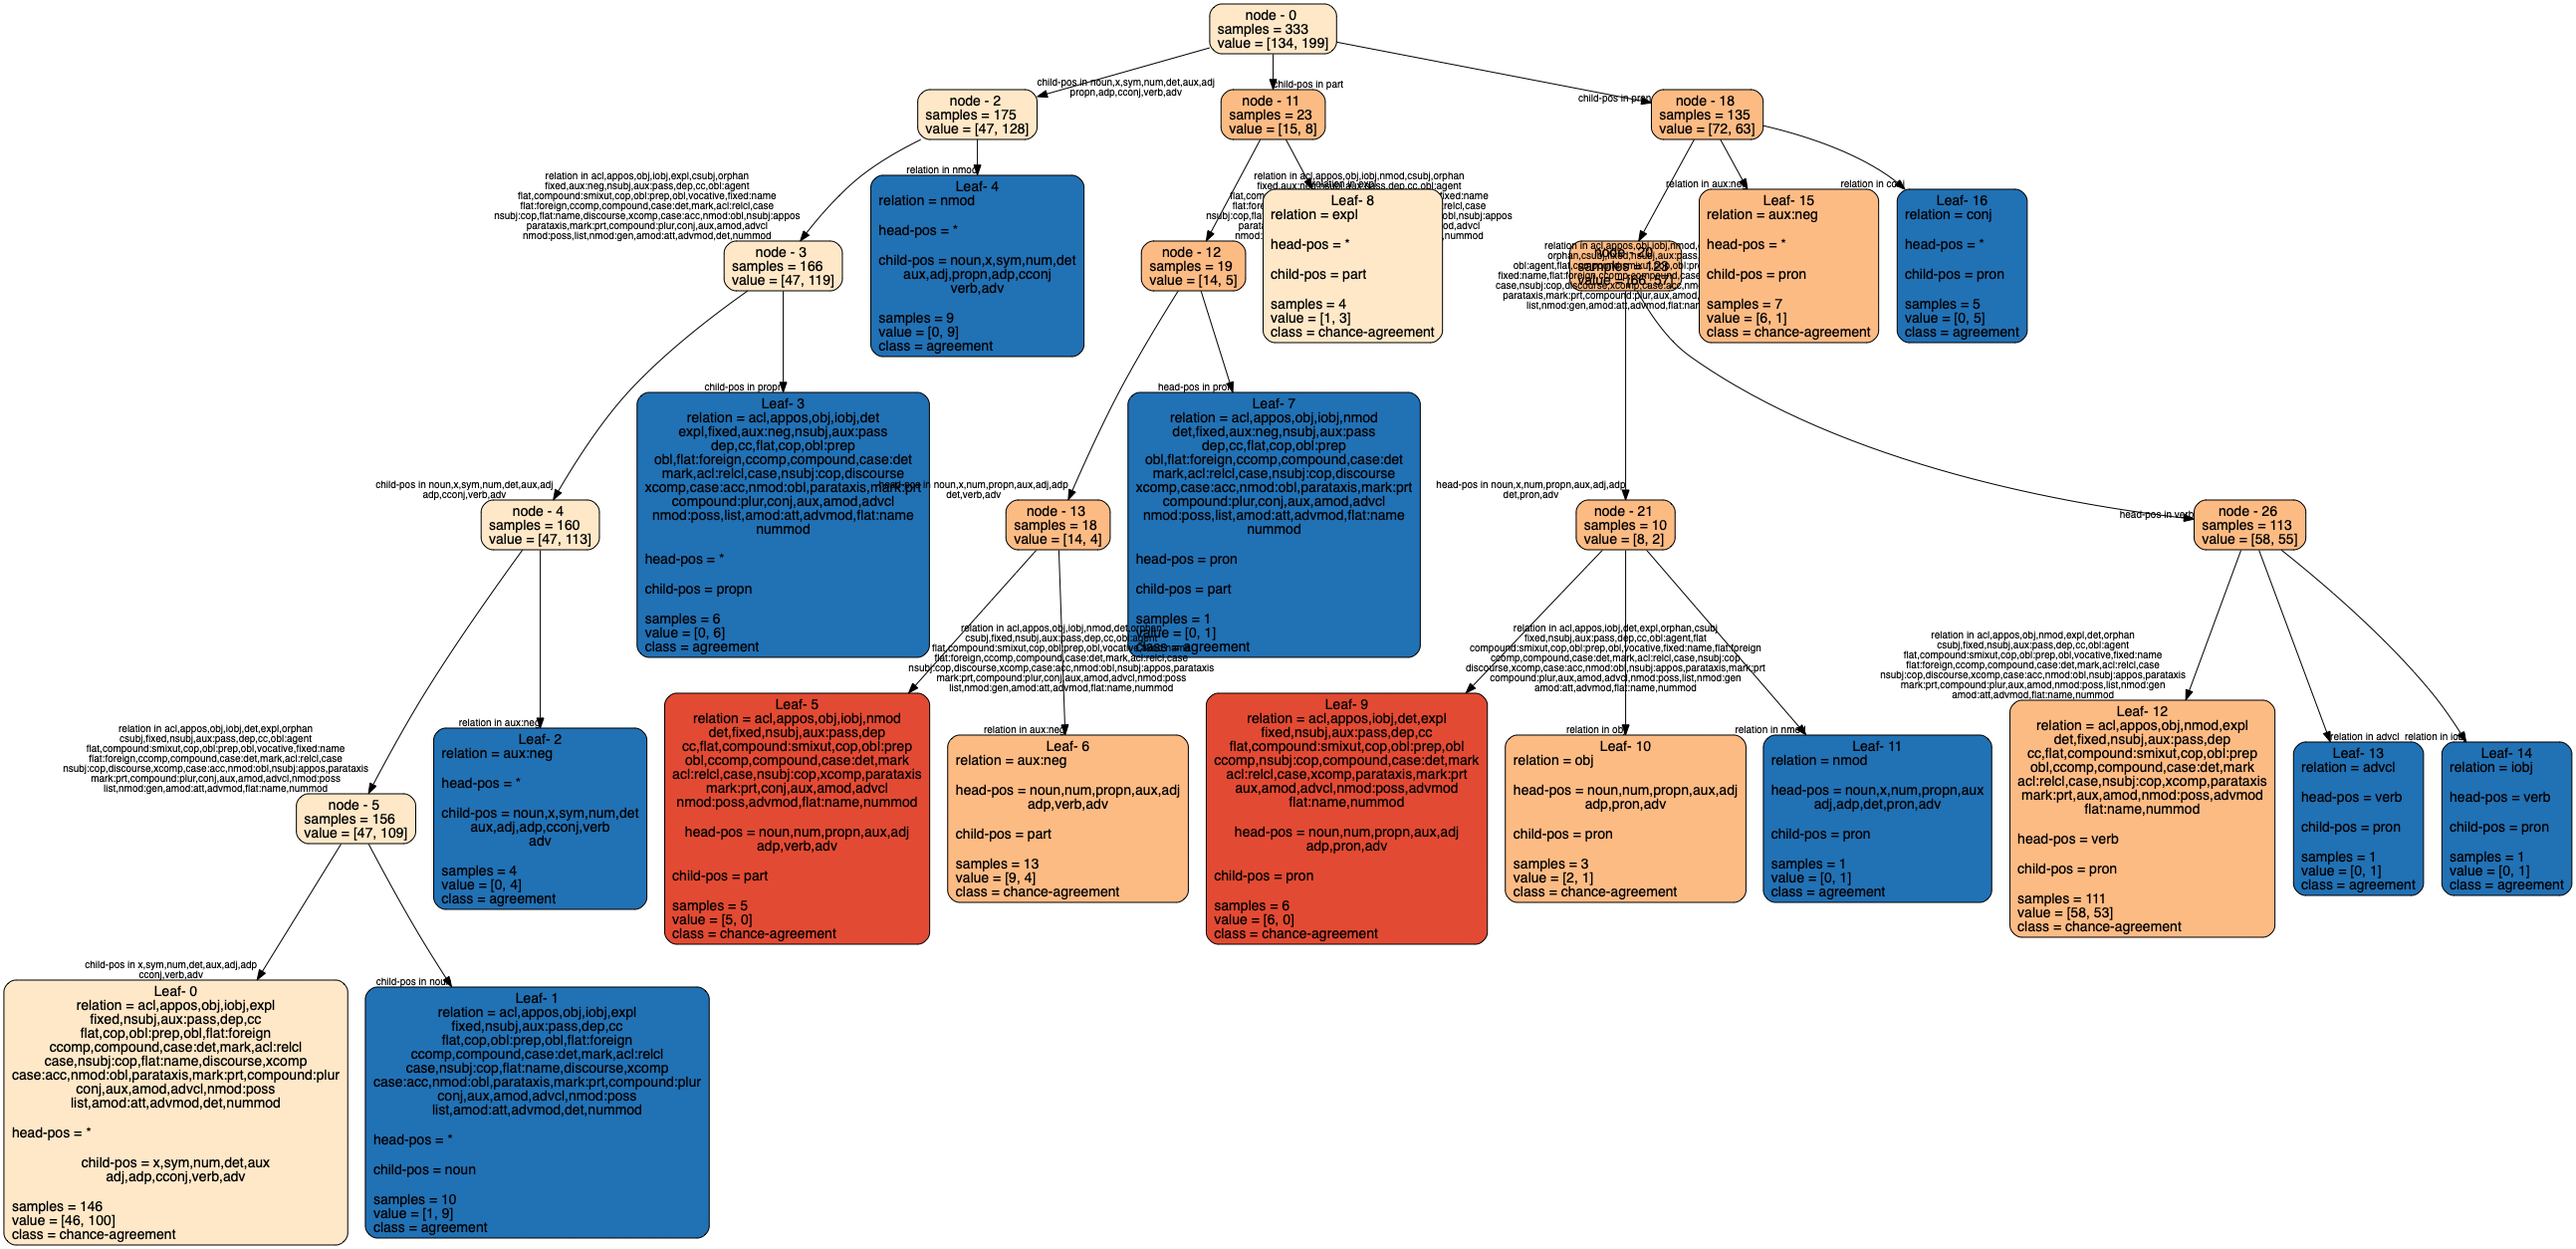 node - 0
samples = 333
value = [134, 199]
child-pos in noun,x,sym,num,det,aux,adj
propn,adp,cconj,verb,adv
child-pos in part
child-pos in pron
node - 2
samples = 175
value = [47, 128]
node - 11
samples = 23
value = [15, 8]
node - 18
samples = 135
value = [72, 63]
relation in acl,appos,obj,iobj,expl,csubj,orphan
fixed,aux:neg,nsubj,aux:pass,dep,cc,obl:agent
flat,compound:smixut,cop,obl:prep,obl,vocative,fixed:name
flat:foreign,ccomp,compound,case:det,mark,acl:relcl,case
nsubj:cop,flat:name,discourse,xcomp,case:acc,nmod:obl,nsubj:appos
parataxis,mark:prt,compound:plur,conj,aux,amod,advcl
nmod:poss,list,nmod:gen,amod:att,advmod,det,nummod
relation in nmod
relation in acl,appos,obj,iobj,nmod,csubj,orphan
relation in aux:neg
relation in conj
node - 3
samples = 166
value = [47, 119]
Leaf- 4
relation = nmod
head-pos = *
child-pos = noun,x,sym,num,det
aux,adj,propn,adp,cconj
verb,adv
samples = 9
value = [0, 9]
class = agreement
node - 12
samples = 19
value = [14, 5]
Leaf- 8
relation = expl
head-pos = *
child-pos = part
samples = 4
value = [1, 3]
class = chance-agreement
node - 20
samples = 123
value = [66, 57]
Leaf- 15
relation = aux:neg
head-pos = *
child-pos = pron
samples = 7
value = [6, 1]
class = chance-agreement
Leaf- 16
relation = conj
head-pos = *
child-pos = pron
samples = 5
value = [0, 5]
class = agreement
child-pos in noun,x,sym,num,det,aux,adj
adp,cconj,verb,adv
child-pos in propn
head-pos in noun,x,num,propn,aux,adj,adp
det,verb,adv
head-pos in pron
head-pos in noun,x,num,propn,aux,adj,adp
det,pron,adv
head-pos in verb
node - 4
samples = 160
value = [47, 113]
Leaf- 3
relation = acl,appos,obj,iobj,det
expl,fixed,aux:neg,nsubj,aux:pass
dep,cc,flat,cop,obl:prep
obl,flat:foreign,ccomp,compound,case:det
mark,acl:relcl,case,nsubj:cop,discourse
xcomp,case:acc,nmod:obl,parataxis,mark:prt
compound:plur,conj,aux,amod,advcl
nmod:poss,list,amod:att,advmod,flat:name
nummod
head-pos = *
child-pos = propn
samples = 6
value = [0, 6]
class = agreement
node - 13
samples = 18
value = [14, 4]
Leaf- 7
relation = acl,appos,obj,iobj,nmod
det,fixed,aux:neg,nsubj,aux:pass
dep,cc,flat,cop,obl:prep
obl,flat:foreign,ccomp,compound,case:det
mark,acl:relcl,case,nsubj:cop,discourse
xcomp,case:acc,nmod:obl,parataxis,mark:prt
compound:plur,conj,aux,amod,advcl
nmod:poss,list,amod:att,advmod,flat:name
nummod
head-pos = pron
child-pos = part
samples = 1
value = [0, 1]
class = agreement
node - 21
samples = 10
value = [8, 2]
node - 26
samples = 113
value = [58, 55]
relation in acl,appos,obj,iobj,det,expl,orphan
csubj,fixed,nsubj,aux:pass,dep,cc,obl:agent
flat,compound:smixut,cop,obl:prep,obl,vocative,fixed:name
flat:foreign,ccomp,compound,case:det,mark,acl:relcl,case
nsubj:cop,discourse,xcomp,case:acc,nmod:obl,nsubj:appos,parataxis
mark:prt,compound:plur,conj,aux,amod,advcl,nmod:poss
list,nmod:gen,amod:att,advmod,flat:name,nummod
relation in aux:neg
relation in acl,appos,obj,iobj,nmod,det,orphan
csubj,fixed,nsubj,aux:pass,dep,cc,obl:agent
flat,compound:smixut,cop,obl:prep,obl,vocative,fixed:name
flat:foreign,ccomp,compound,case:det,mark,acl:relcl,case
nsubj:cop,discourse,xcomp,case:acc,nmod:obl,nsubj:appos,parataxis
mark:prt,compound:plur,conj,aux,amod,advcl,nmod:poss
list,nmod:gen,amod:att,advmod,flat:name,nummod
relation in aux:neg
relation in acl,appos,iobj,det,expl,orphan,csubj
fixed,nsubj,aux:pass,dep,cc,obl:agent,flat
compound:smixut,cop,obl:prep,obl,vocative,fixed:name,flat:foreign
ccomp,compound,case:det,mark,acl:relcl,nsubj:cop
discourse,xcomp,case:acc,nmod:obl,nsubj:appos,parataxis,mark:prt
compound:plur,aux,amod,advcl,nmod:poss,list,nmod:gen
amod:att,advmod,flat:name,nummod
relation in obj
relation in nmod
relation in acl,appos,obj,nmod,expl,det,orphan
csubj,fixed,nsubj,aux:pass,dep,cc,obl:agent
flat,compound:smixut,cop,obl:prep,obl,vocative,fixed:name
flat:foreign,ccomp,compound,case:det,mark,acl:relcl,case
nsubj:cop,discourse,xcomp,case:acc,nmod:obl,nsubj:appos,parataxis
mark:prt,compound:plur,aux,amod,nmod:poss,list,nmod:gen
amod:att,advmod,flat:name,nummod
relation in advcl
relation in iobj
node - 5
samples = 156
value = [47, 109]
Leaf- 2
relation = aux:neg
head-pos = *
child-pos = noun,x,sym,num,det
aux,adj,adp,cconj,verb
adv
samples = 4
value = [0, 4]
class = agreement
Leaf- 5
relation = acl,appos,obj,iobj,nmod
det,fixed,nsubj,aux:pass,dep
cc,flat,compound:smixut,cop,obl:prep
obl,ccomp,compound,case:det,mark
acl:relcl,case,nsubj:cop,xcomp,parataxis
mark:prt,conj,aux,amod,advcl
nmod:poss,advmod,flat:name,nummod
head-pos = noun,num,propn,aux,adj
adp,verb,adv
child-pos = part
samples = 5
value = [5, 0]
class = chance-agreement
Leaf- 6
relation = aux:neg
head-pos = noun,num,propn,aux,adj
adp,verb,adv
child-pos = part
samples = 13
value = [9, 4]
class = chance-agreement
Leaf- 9
relation = acl,appos,iobj,det,expl
fixed,nsubj,aux:pass,dep,cc
flat,compound:smixut,cop,obl:prep,obl
ccomp,nsubj:cop,compound,case:det,mark
acl:relcl,case,xcomp,parataxis,mark:prt
aux,amod,advcl,nmod:poss,advmod
flat:name,nummod
head-pos = noun,num,propn,aux,adj
adp,pron,adv
child-pos = pron
samples = 6
value = [6, 0]
class = chance-agreement
Leaf- 10
relation = obj
head-pos = noun,num,propn,aux,adj
adp,pron,adv
child-pos = pron
samples = 3
value = [2, 1]
class = chance-agreement
Leaf- 11
relation = nmod
head-pos = noun,x,num,propn,aux
adj,adp,det,pron,adv
child-pos = pron
samples = 1
value = [0, 1]
class = agreement
Leaf- 12
relation = acl,appos,obj,nmod,expl
det,fixed,nsubj,aux:pass,dep
cc,flat,compound:smixut,cop,obl:prep
obl,ccomp,compound,case:det,mark
acl:relcl,case,nsubj:cop,xcomp,parataxis
mark:prt,aux,amod,nmod:poss,advmod
flat:name,nummod
head-pos = verb
child-pos = pron
samples = 111
value = [58, 53]
class = chance-agreement
Leaf- 13
relation = advcl
head-pos = verb
child-pos = pron
samples = 1
value = [0, 1]
class = agreement
Leaf- 14
relation = iobj
head-pos = verb
child-pos = pron
samples = 1
value = [0, 1]
class = agreement
child-pos in x,sym,num,det,aux,adj,adp
cconj,verb,adv
child-pos in noun
Leaf- 0
relation = acl,appos,obj,iobj,expl
fixed,nsubj,aux:pass,dep,cc
flat,cop,obl:prep,obl,flat:foreign
ccomp,compound,case:det,mark,acl:relcl
case,nsubj:cop,flat:name,discourse,xcomp
case:acc,nmod:obl,parataxis,mark:prt,compound:plur
conj,aux,amod,advcl,nmod:poss
list,amod:att,advmod,det,nummod
head-pos = *
child-pos = x,sym,num,det,aux
adj,adp,cconj,verb,adv
samples = 146
value = [46, 100]
class = chance-agreement
Leaf- 1
relation = acl,appos,obj,iobj,expl
fixed,nsubj,aux:pass,dep,cc
flat,cop,obl:prep,obl,flat:foreign
ccomp,compound,case:det,mark,acl:relcl
case,nsubj:cop,flat:name,discourse,xcomp
case:acc,nmod:obl,parataxis,mark:prt,compound:plur
conj,aux,amod,advcl,nmod:poss
list,amod:att,advmod,det,nummod
head-pos = *
child-pos = noun
samples = 10
value = [1, 9]
class = agreement